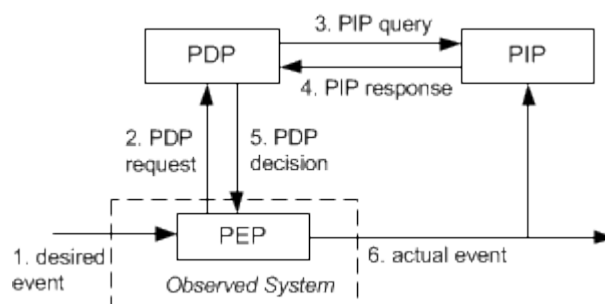 3. PIP query
PDP
PIP
4. PIP response
2. PDP
request
5. PDP
decision
PEP
1. desired
event
6. actual event
Observed System